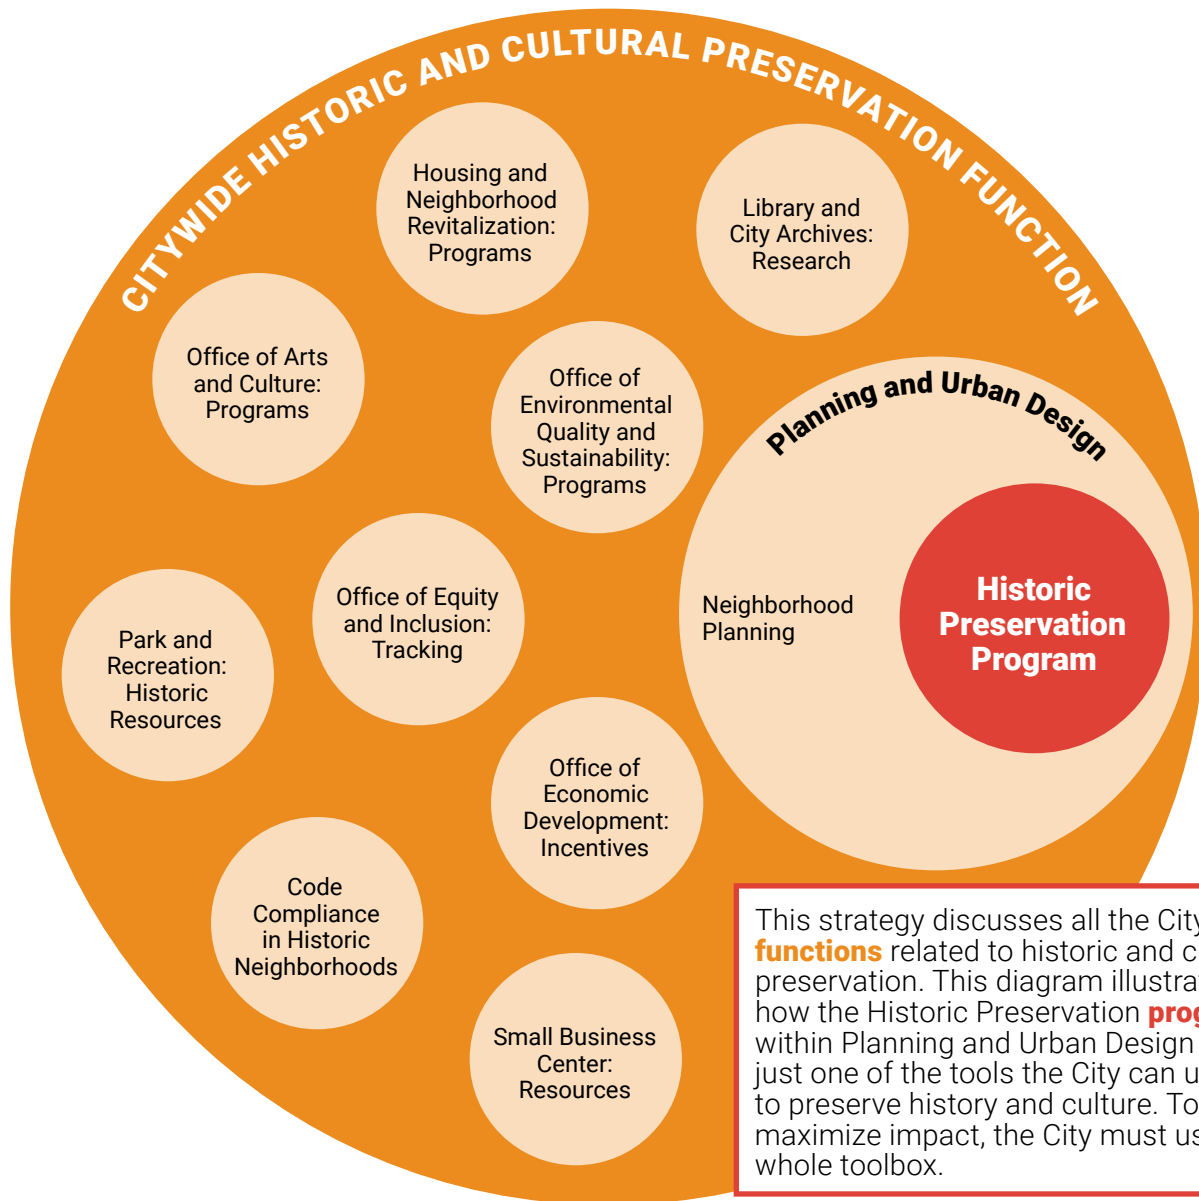 CITYWIDE HISTORIC AND CULTURAL PRESERVATION FUNCTION
Housing and
Neighborhood
Revitalization:
Programs
Library and
City Archives:
Research
Office of Arts
and Culture:
Programs
Office of
Environmental
Quality and
Sustainability:
Programs
Planning and Urban Design
Neighborhood
Planning
Historic
Preservation
Program
Office of Equity
and Inclusion:
Tracking
Park and
Recreation:
Historic
Resources
Office of
Economic
Development:
Incentives
Code
Compliance
in Historic
Neighborhoods
Small Business
Center:
Resources
This strategy discusses all the City
functions related to historic and
preservation. This diagram
how the Historic Preservation
within Planning and Urban Design
just one of the tools the City can
to preserve history and culture. To
maximize impact, the City must
whole toolbox.